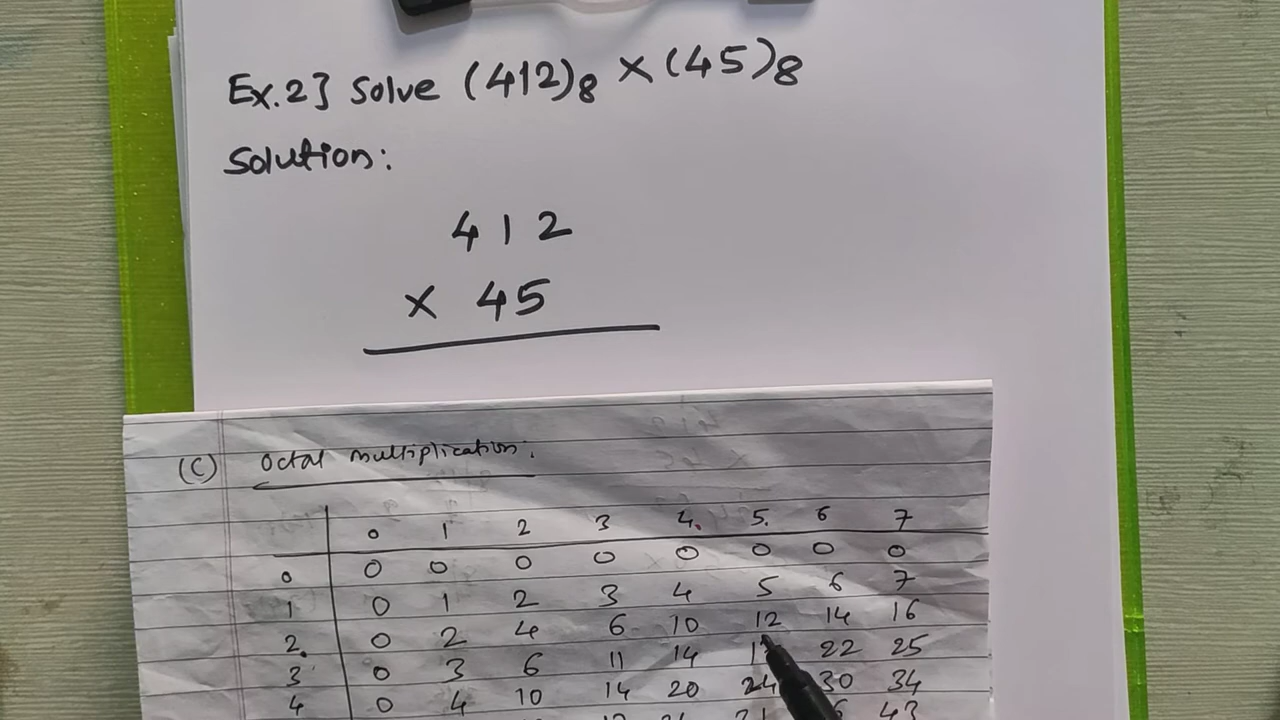 Ex.2] Solve (412)8 × (45)8
Solution:
412
× 45
(C) Octal multiplication:
0 1 2 3 4. 5. 6 7
0 0 0 0 0 0 0 0 0
1 0 1 2 3 4 5 6 7
2. 0 2 4 6 10 12 14 16
3 0 3 6 11 14 22 25
4 0 4 10 14 20 24 30 34
43